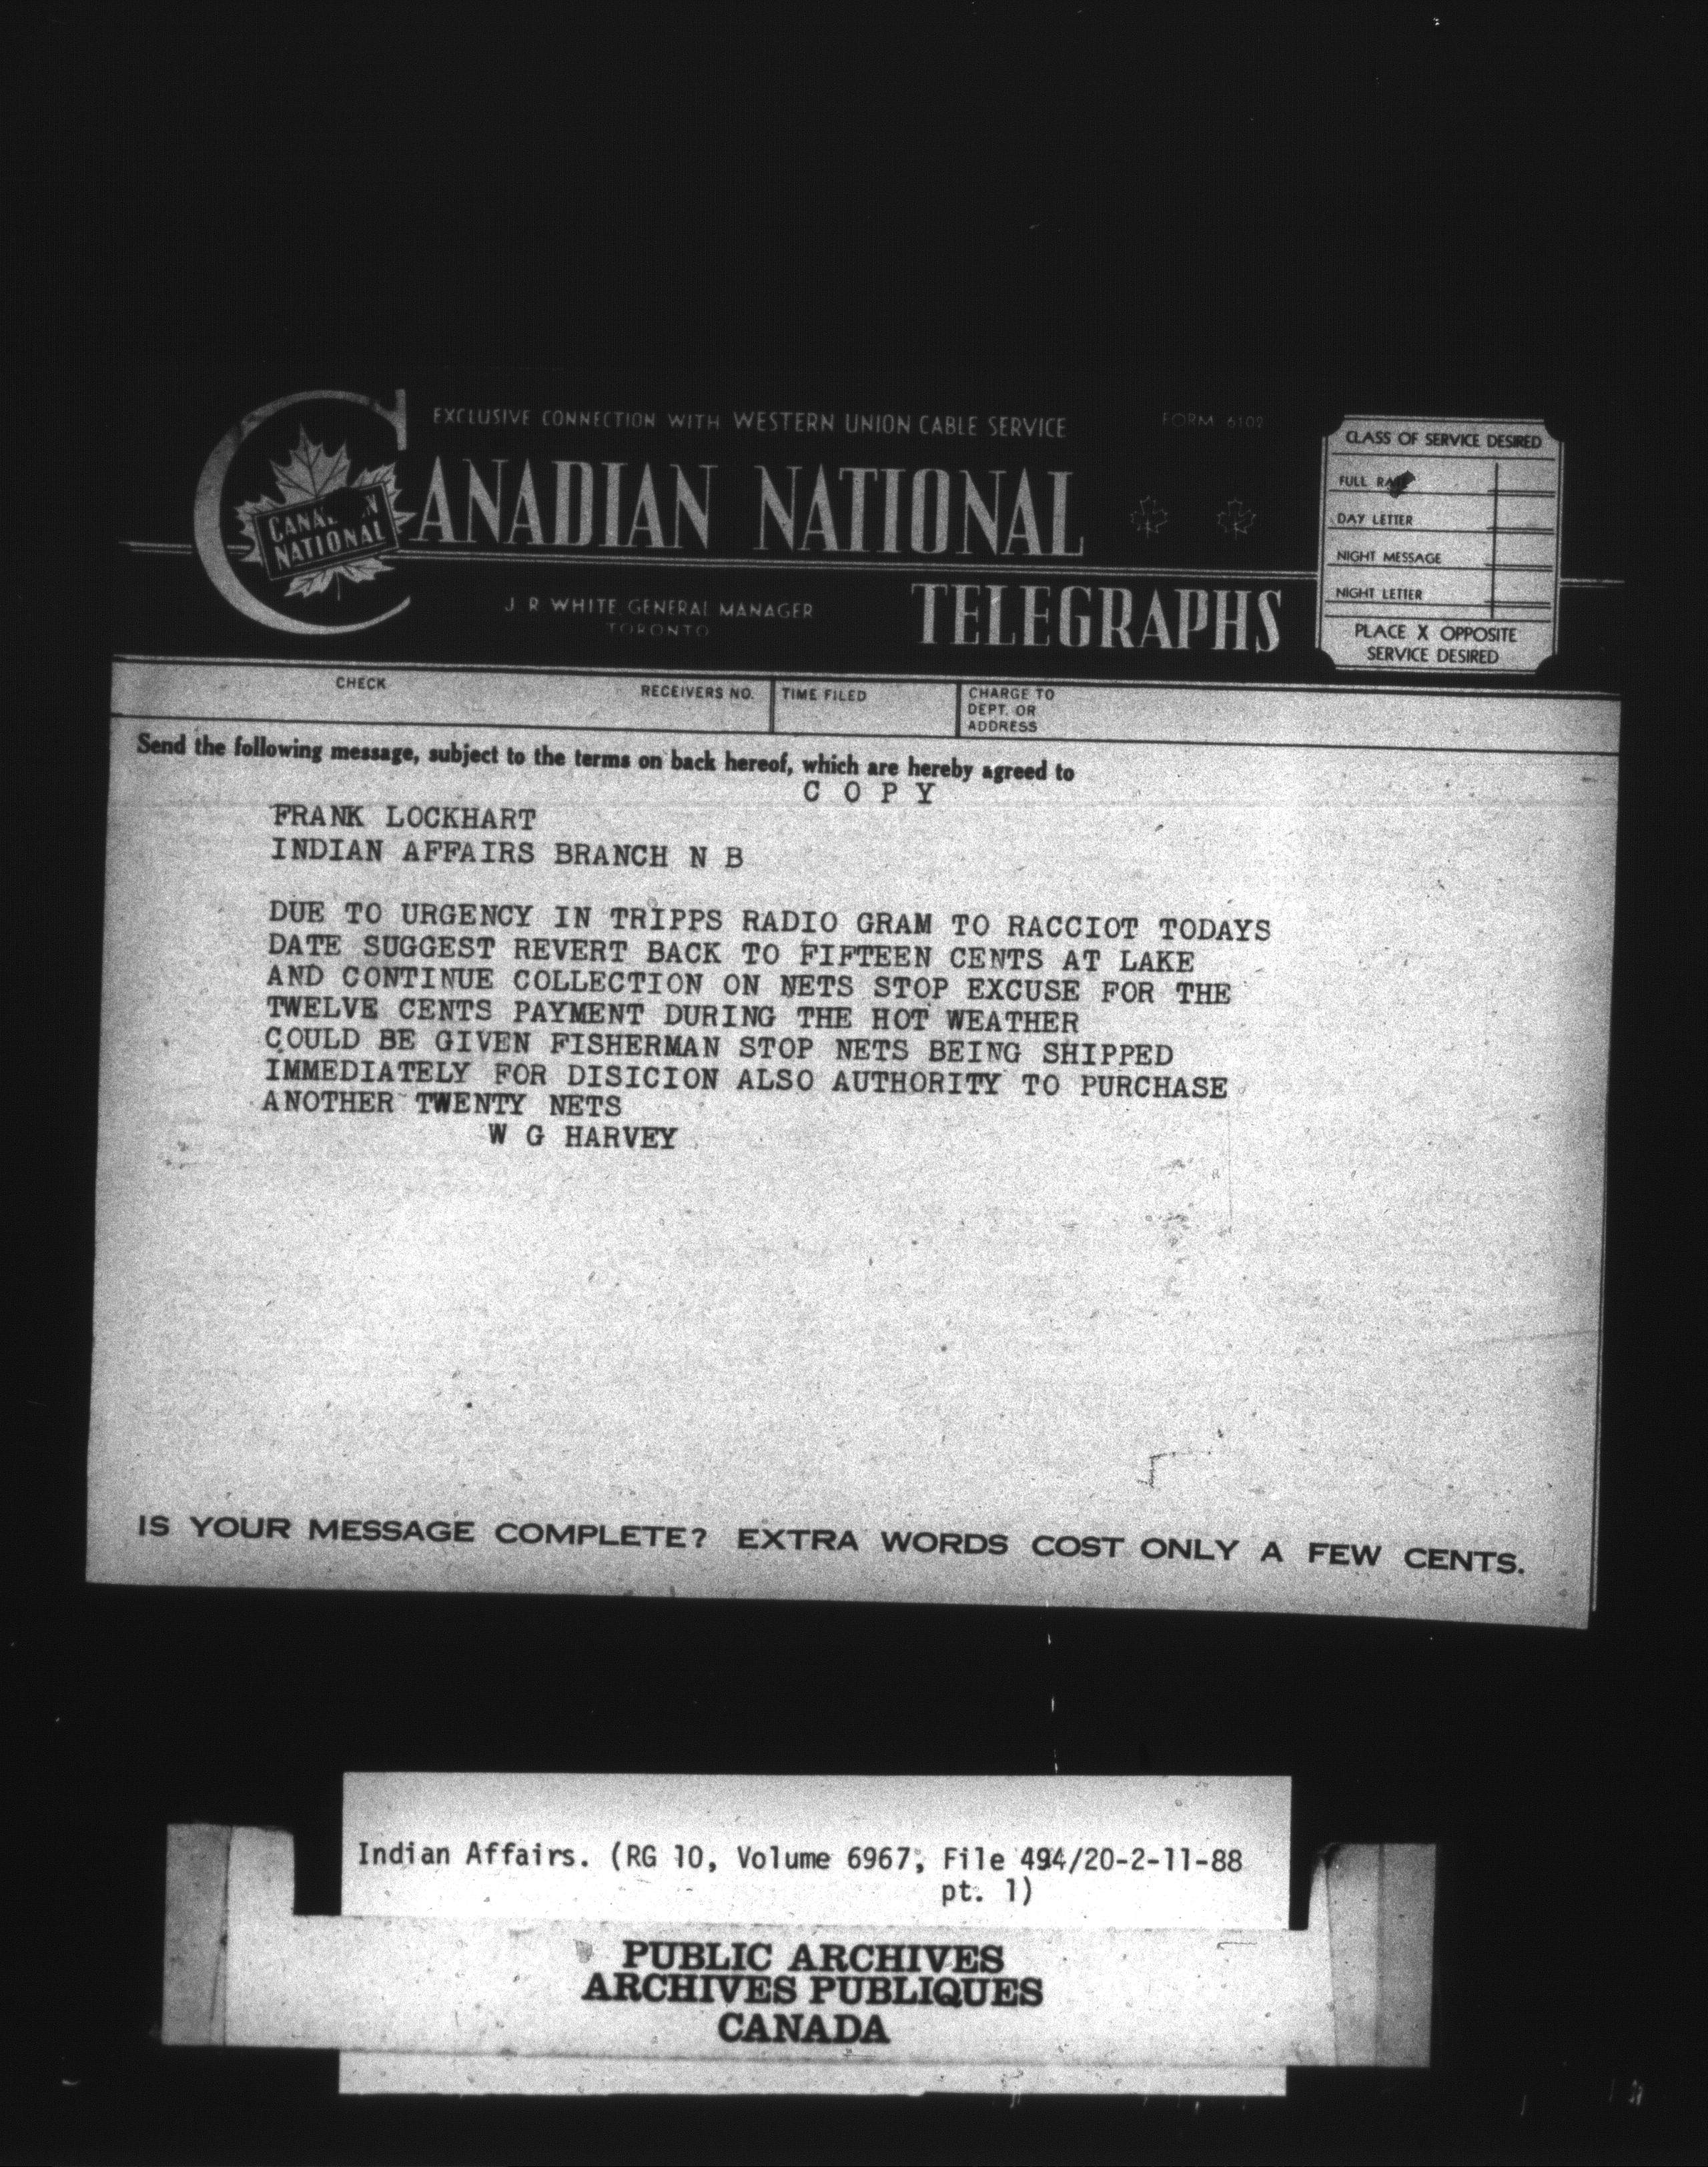 EXCLUSIVE CONNECTION WITH WESTERN UNION CABLE SERVICE
FORM 6102
CANADIAN NATIONAL
CANADIAN NATIONAL
TELEGRAPHS
J R WHITE, GENERAL MANAGER
TORONTO
CLASS OF SERVICE DESIRED
FULL RATE
DAY LETTER
NIGHT MESSAGE
NIGHT LETTER
PLACE X OPPOSITE
SERVICE DESIRED
CHECK
RECEIVERS NO.
TIME FILED
CHARGE TO
DEPT. OR
ADDRESS
Send the following message, subject to the terms on back hereof, which are hereby agreed to
C O P Y
FRANK LOCKHART
INDIAN AFFAIRS BRANCH N B
DUE TO URGENCY IN TRIPPS RADIO GRAM TO RACCIOT TODAYS
DATE SUGGEST REVERT BACK TO FIFTEEN CENTS AT LAKE
AND CONTINUE COLLECTION ON NETS STOP EXCUSE FOR THE
TWELVE CENTS PAYMENT DURING THE HOT WEATHER
COULD BE GIVEN FISHERMAN STOP NETS BEING SHIPPED
IMMEDIATELY FOR DISICION ALSO AUTHORITY TO PURCHASE
ANOTHER TWENTY NETS
W G HARVEY
IS YOUR MESSAGE COMPLETE? EXTRA WORDS COST ONLY A FEW CENTS.
Indian Affairs. (RG 10, Volume 6967, File 494/20-2-11-88
pt. 1)
PUBLIC ARCHIVES
ARCHIVES PUBLIQUES
CANADA